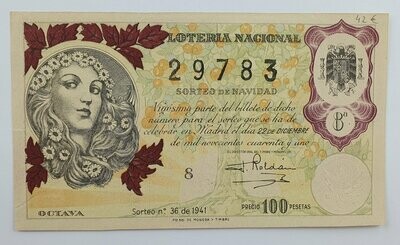 LOTERIA NACIONAL
42 €
29783
SORTEO DE NAVIDAD
parte del billete de dicho
número para el sorteo que se ha de
celebrar en Madrid el día 22 DE DICIEMBRE
de mil novecientos cuarenta y uno
Bª
8
OCTAVA
Sorteo nº 36 de 1941
PRECIO 100 PESETAS